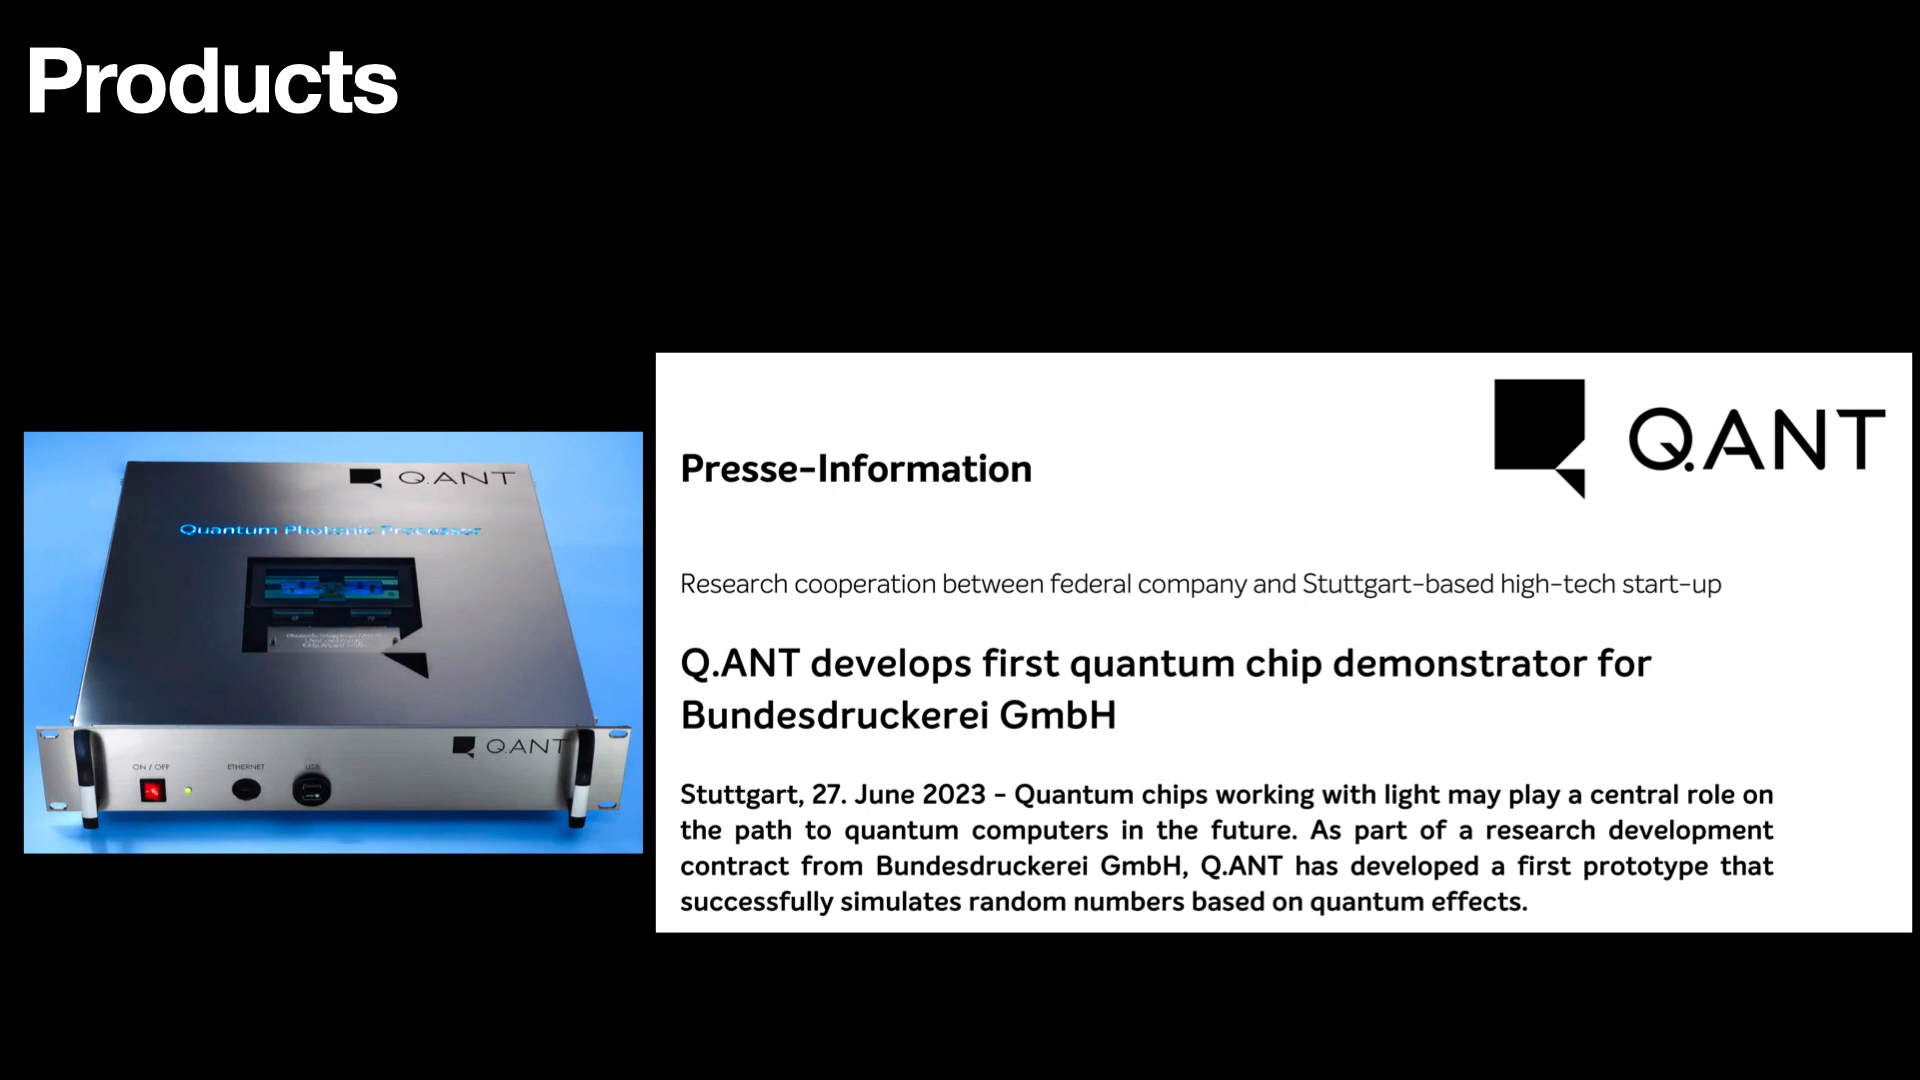 Products
Q.ANT
Quantum Photonic Processor
Q.ANT
ON / OFF
ETHERNET
USB
Q.ANT
Presse-Information
Research cooperation between federal company and Stuttgart-based high-tech start-up
Q.ANT develops first quantum chip demonstrator for
Bundesdruckerei GmbH
Stuttgart, 27. June 2023 - Quantum chips working with light may play a central role on
the path to quantum computers in the future. As part of a research development
contract from Bundesdruckerei GmbH, Q.ANT has developed a first prototype that
successfully simulates random numbers based on quantum effects.